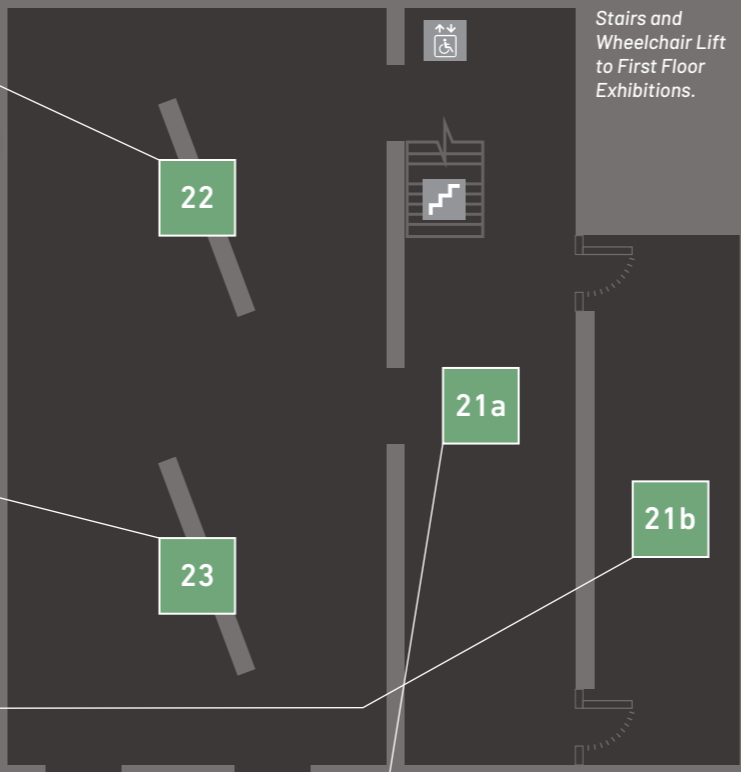 Stairs and
Wheelchair Lift
to First Floor
Exhibitions.
22
21a
21b
23